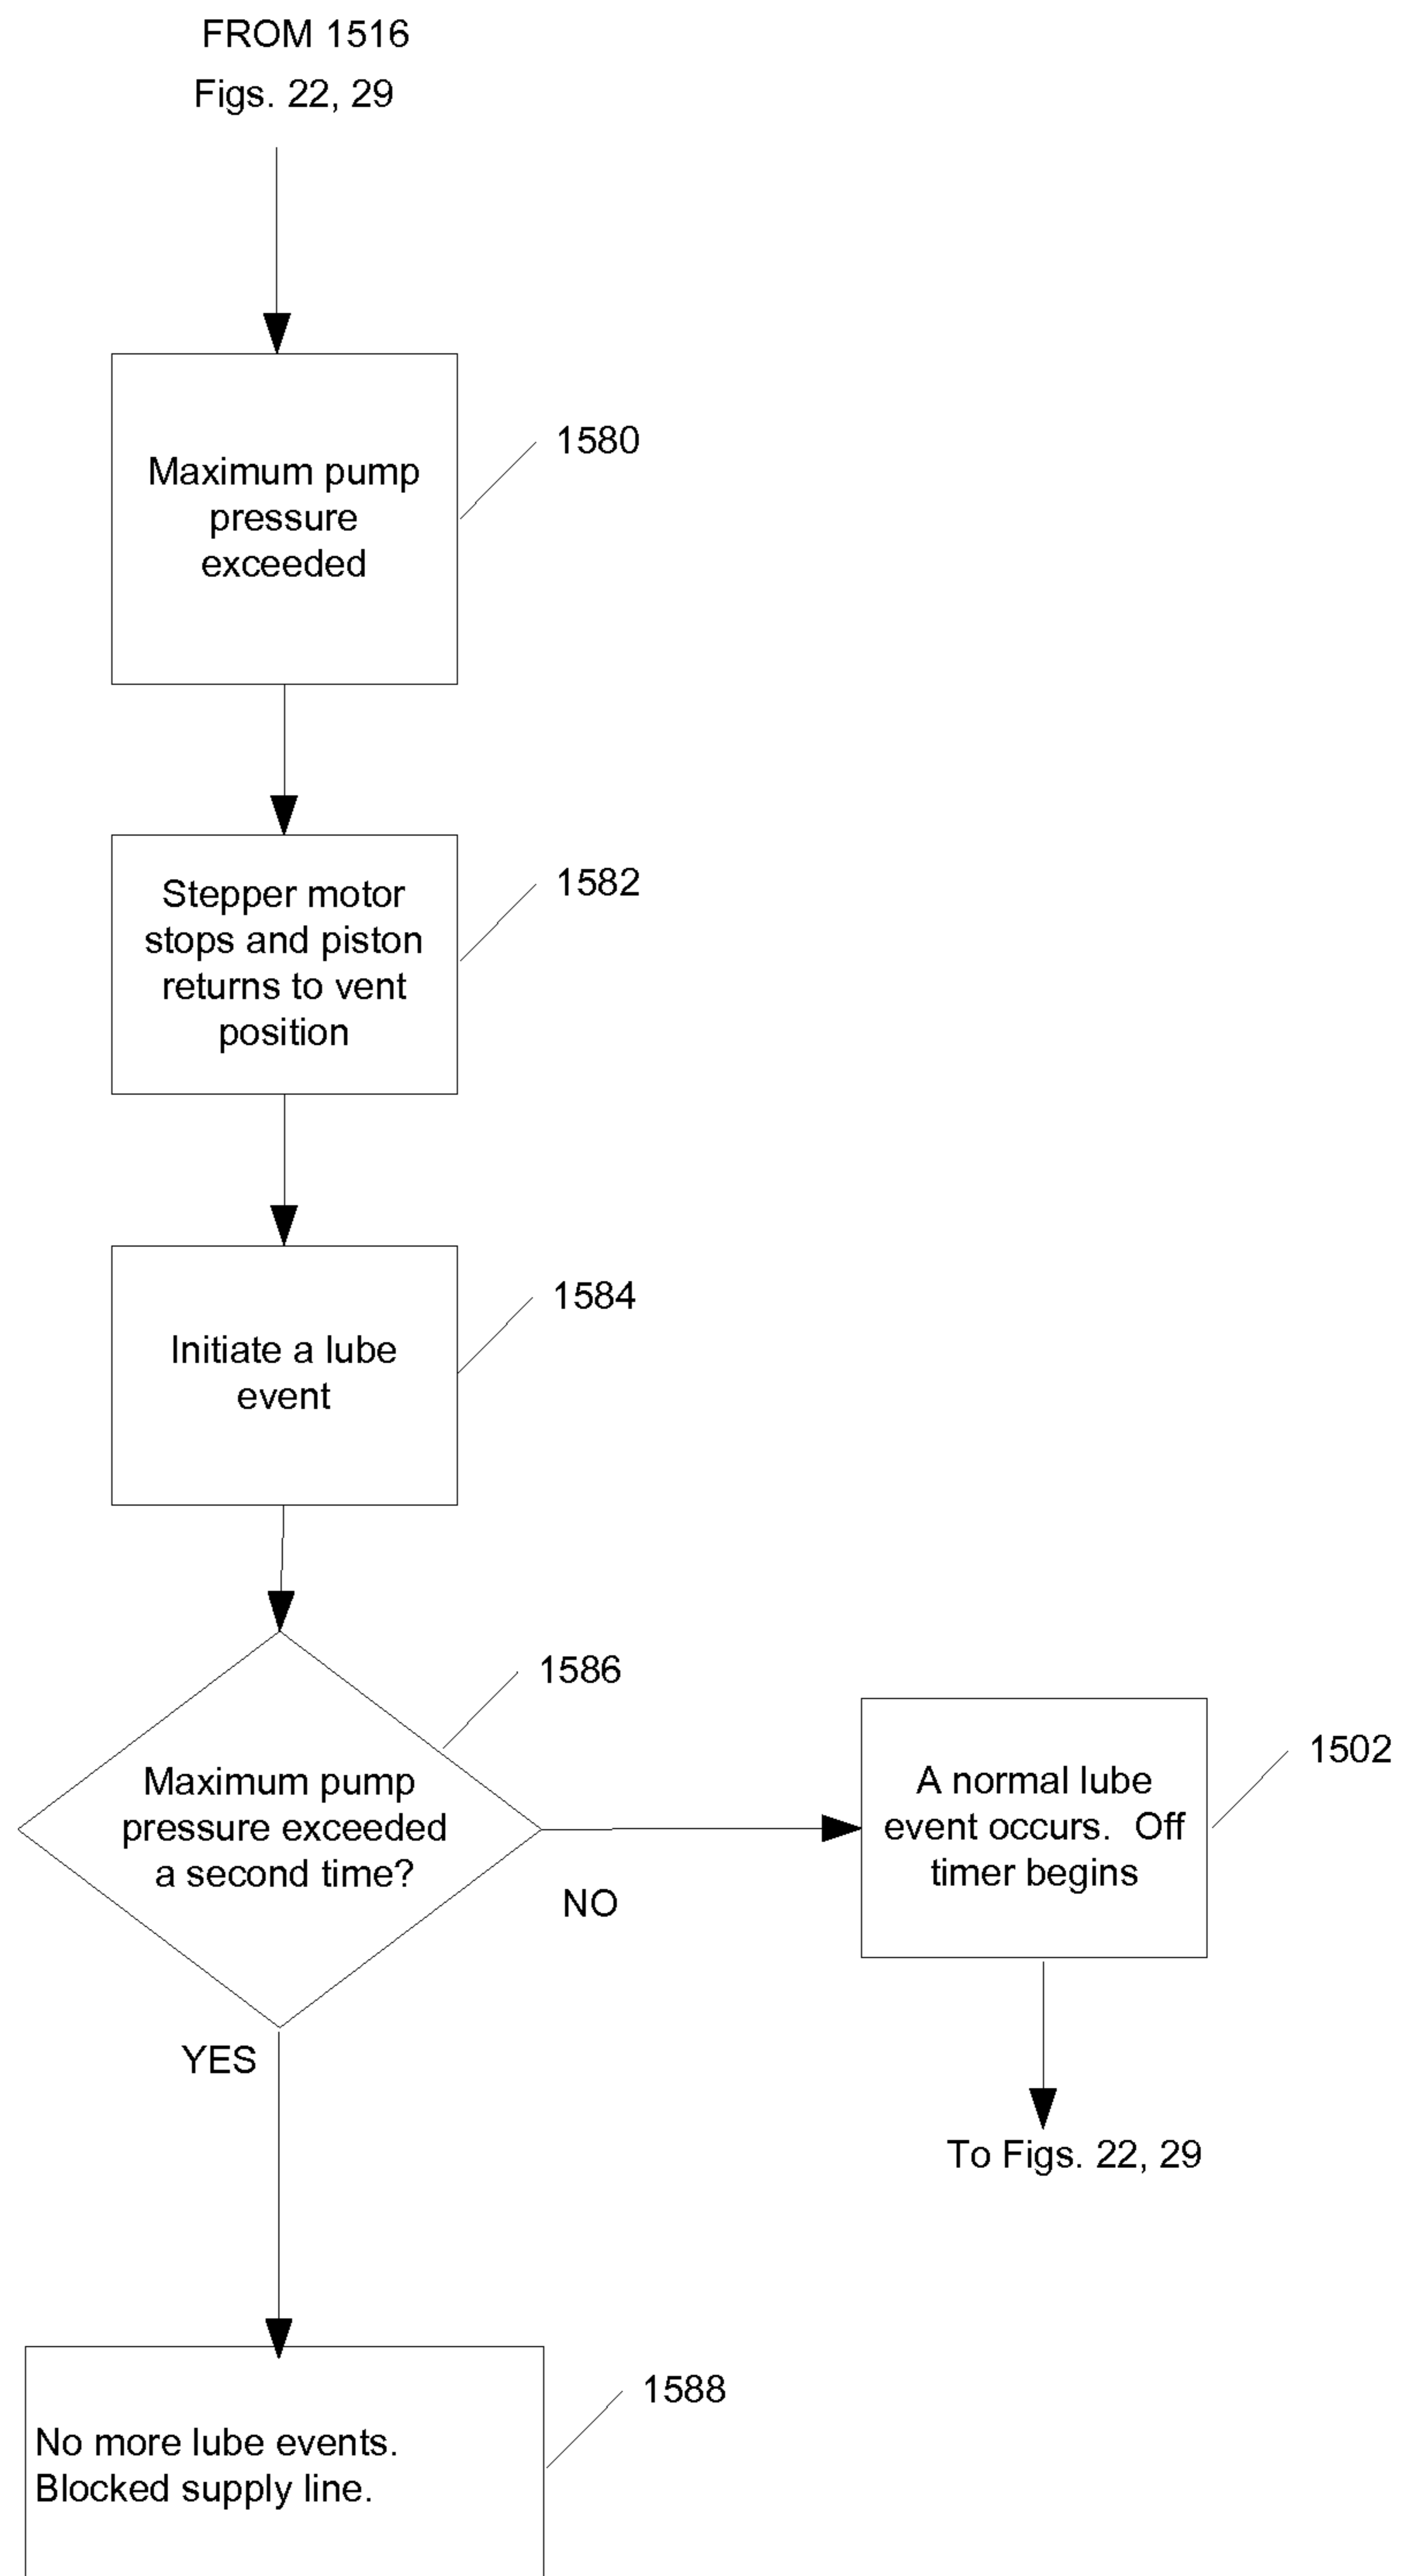 FROM 1516
Figs. 22, 29
1580
Maximum pump
pressure
exceeded
1582
Stepper motor
stops and piston
returns to vent
position
1584
Initiate a lube
event
1586
Maximum pump
pressure exceeded
a second time?
NO
1502
A normal lube
event occurs.  Off
timer begins
YES
To Figs. 22, 29
1588
No more lube events.
Blocked supply line.